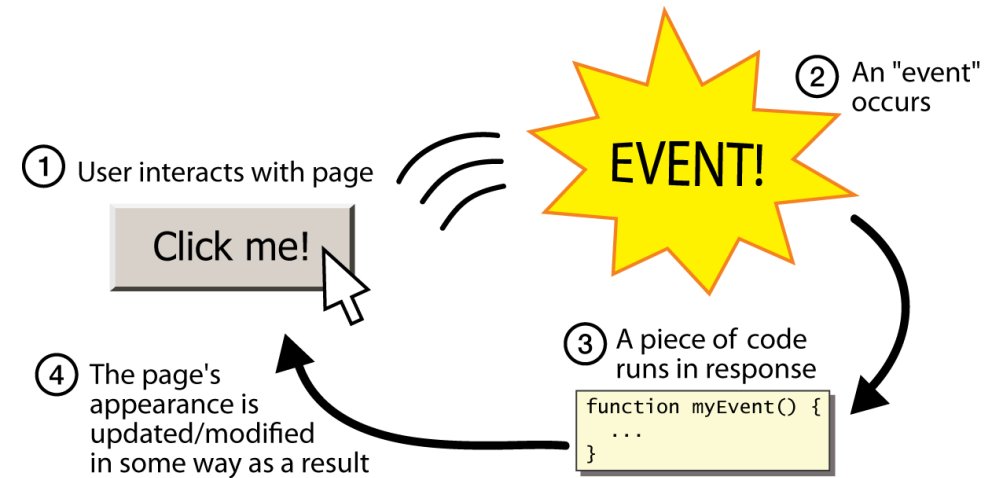 1 User interacts with page
Click me!
EVENT!
2 An "event"
occurs
3 A piece of code
runs in response
function myEvent() {
...
}
4 The page's
appearance is
updated/modified
in some way as a result